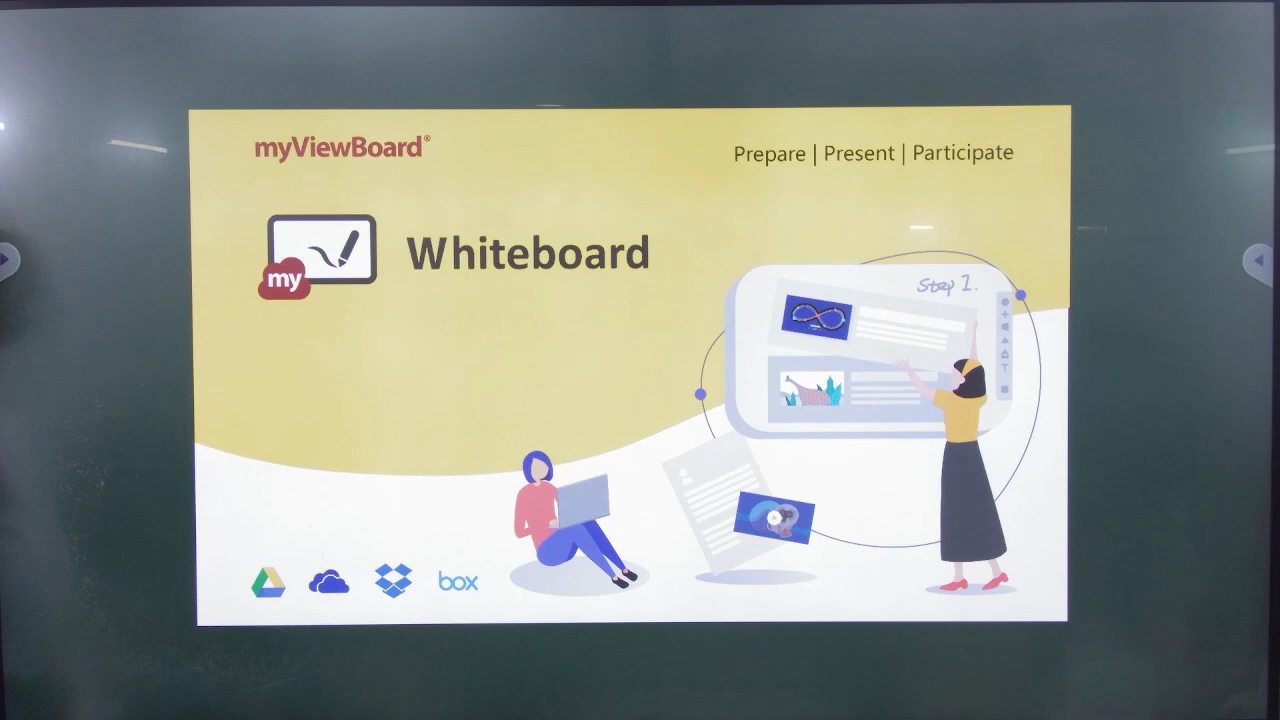 myViewBoard®
Prepare | Present | Participate
my
Whiteboard
Step 1.
box